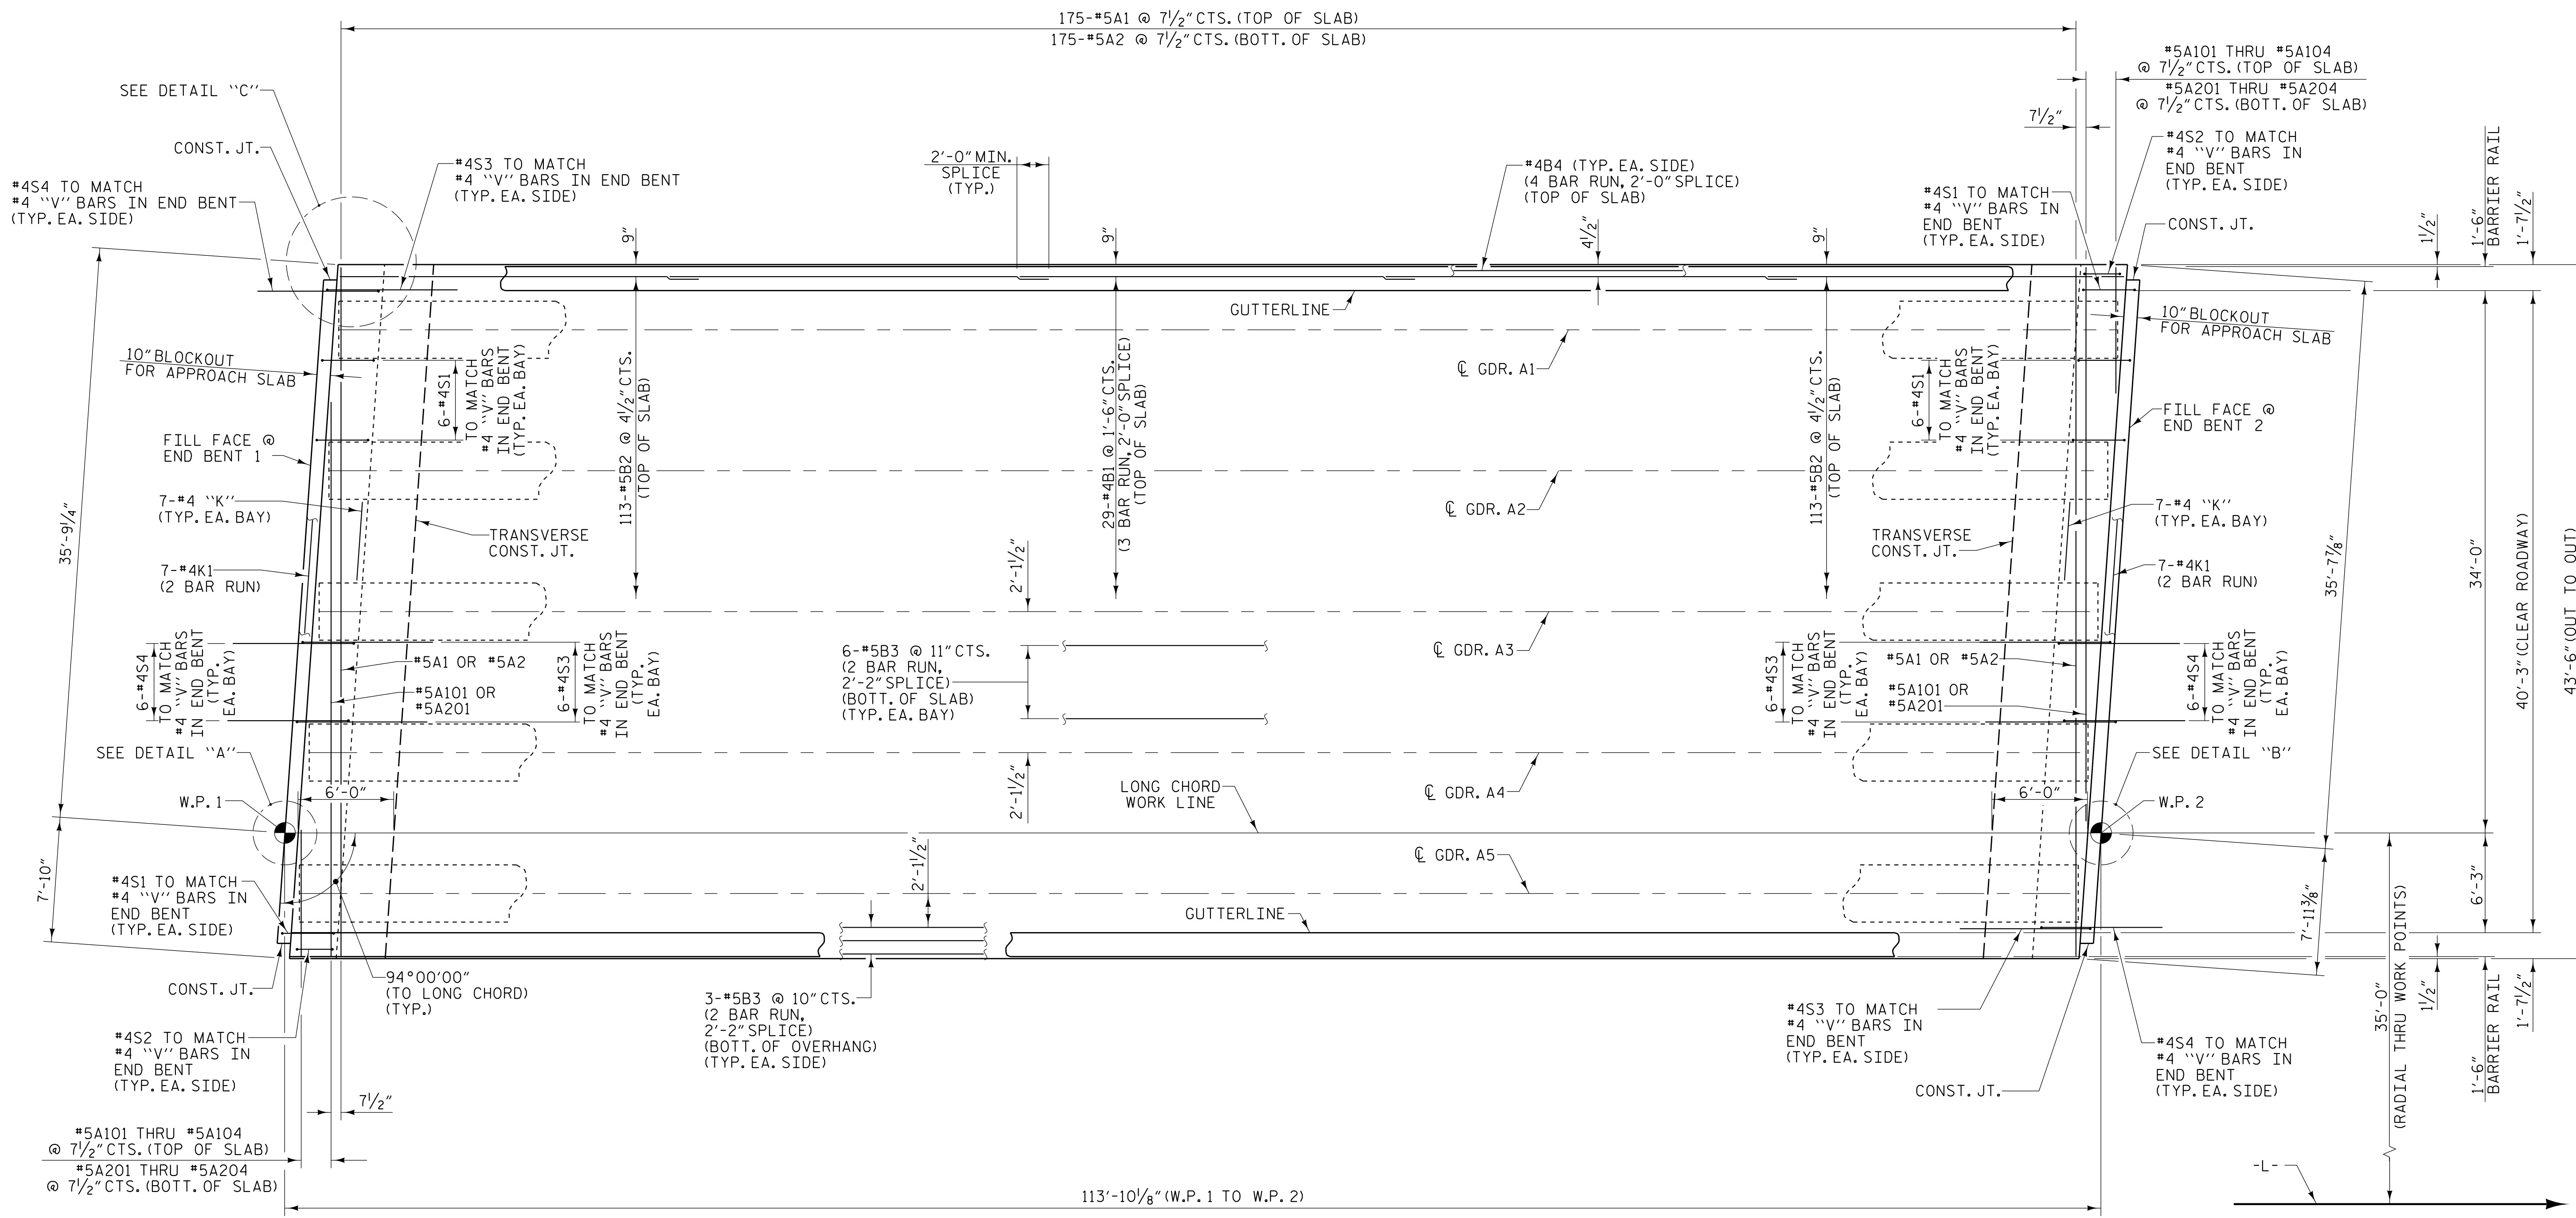 175-#5A1 @ 7½" CTS. (TOP OF SLAB)
175-#5A2 @ 7½" CTS. (BOTT. OF SLAB)
#5A101 THRU #5A104
@ 7½" CTS. (TOP OF SLAB)
#5A201 THRU #5A204
@ 7½" CTS. (BOTT. OF SLAB)
7½"
SEE DETAIL "C"
CONST. JT.
#4S4 TO MATCH
#4 "V" BARS IN END BENT
(TYP. EA. SIDE)
#4S3 TO MATCH
#4 "V" BARS IN END BENT
(TYP. EA. SIDE)
2'-0" MIN.
SPLICE
(TYP.)
#4B4 (TYP. EA. SIDE)
(4 BAR RUN, 2'-0" SPLICE)
(TOP OF SLAB)
#4S1 TO MATCH
#4 "V" BARS IN
END BENT
(TYP. EA. SIDE)
#4S2 TO MATCH
#4 "V" BARS IN
END BENT
(TYP. EA. SIDE)
CONST. JT.
1½"
1'-6"
BARRIER RAIL
1'-7½"
9"
9"
4½"
9"
GUTTERLINE
10" BLOCKOUT
FOR APPROACH SLAB
10" BLOCKOUT
FOR APPROACH SLAB
6-#4S1
TO MATCH
#4 "V" BARS
IN END BENT
(TYP. EA. BAY)
113-#5B2 @ 4½" CTS.
(TOP OF SLAB)
29-#4B1 @ 1'-6" CTS.
(3 BAR RUN, 2'-0" SPLICE)
(TOP OF SLAB)
℄ GDR. A1
113-#5B2 @ 4½" CTS.
(TOP OF SLAB)
6-#4S1
TO MATCH
#4 "V" BARS
IN END BENT
(TYP. EA. BAY)
FILL FACE @
END BENT 1
FILL FACE @
END BENT 2
35'-9¼"
7-#4 "K"
(TYP. EA. BAY)
TRANSVERSE
CONST. JT.
℄ GDR. A2
TRANSVERSE
CONST. JT.
7-#4 "K"
(TYP. EA. BAY)
35'-7⅞"
34'-0"
40'-3" (CLEAR ROADWAY)
43'-6" (OUT TO OUT)
7-#4K1
(2 BAR RUN)
2'-1½"
7-#4K1
(2 BAR RUN)
6-#4S4
TO MATCH
#4 "V" BARS
IN END BENT
(TYP.
EA. BAY)
#5A1 OR #5A2
#5A101 OR
#5A201
6-#4S3
TO MATCH
#4 "V" BARS
IN END BENT
(TYP.
EA. BAY)
6-#5B3 @ 11" CTS.
(2 BAR RUN,
2'-2" SPLICE)
(BOTT. OF SLAB)
(TYP. EA. BAY)
℄ GDR. A3
6-#4S3
TO MATCH
#4 "V" BARS
IN END BENT
(TYP.
EA. BAY)
#5A1 OR #5A2
#5A101 OR
#5A201
6-#4S4
TO MATCH
#4 "V" BARS
IN END BENT
(TYP.
EA. BAY)
SEE DETAIL "A"
W.P. 1
6'-0"
2'-1½"
LONG CHORD
WORK LINE
℄ GDR. A4
6'-0"
SEE DETAIL "B"
W.P. 2
7'-10"
2'-1½"
℄ GDR. A5
7'-11⅜"
6'-3"
#4S1 TO MATCH
#4 "V" BARS IN
END BENT
(TYP. EA. SIDE)
GUTTERLINE
CONST. JT.
94°00'00"
(TO LONG CHORD)
(TYP.)
3-#5B3 @ 10" CTS.
(2 BAR RUN,
2'-2" SPLICE)
(BOTT. OF OVERHANG)
(TYP. EA. SIDE)
#4S3 TO MATCH
#4 "V" BARS IN
END BENT
(TYP. EA. SIDE)
CONST. JT.
#4S4 TO MATCH
#4 "V" BARS IN
END BENT
(TYP. EA. SIDE)
35'-0"
(RADIAL THRU WORK POINTS)
1½"
1'-6"
BARRIER RAIL
1'-7½"
#4S2 TO MATCH
#4 "V" BARS IN
END BENT
(TYP. EA. SIDE)
7½"
#5A101 THRU #5A104
@ 7½" CTS. (TOP OF SLAB)
#5A201 THRU #5A204
@ 7½" CTS. (BOTT. OF SLAB)
113'-10⅛" (W.P. 1 TO W.P. 2)
-L-